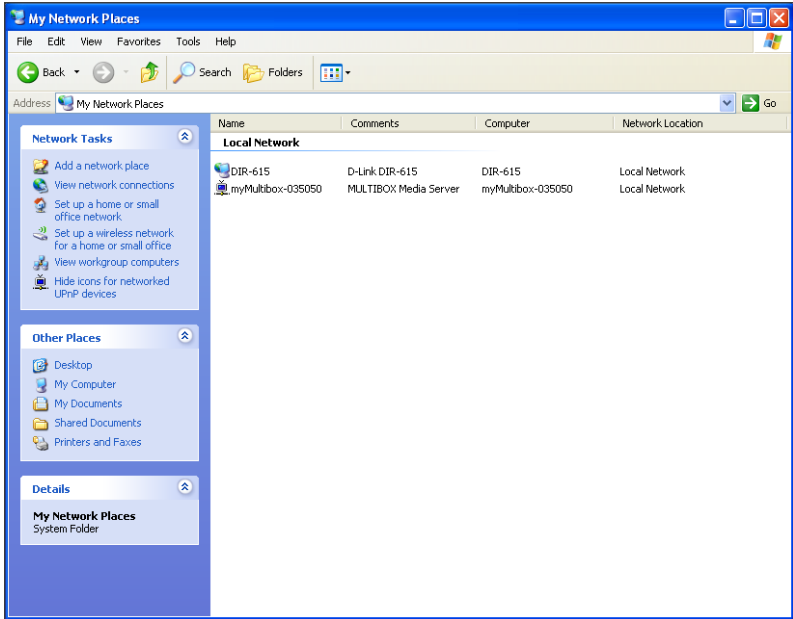 My Network Places
File Edit View Favorites Tools Help
Back Search Folders
Address My Network Places Go
Network Tasks
Add a network place
View network connections
Set up a home or small
office network
Set up a wireless network
for a home or small office
View workgroup computers
Hide icons for networked
UPnP devices
Other Places
Desktop
My Computer
My Documents
Shared Documents
Printers and Faxes
Details
My Network Places
System Folder
Name Comments Computer Network Location
Local Network
DIR-615 D-Link DIR-615 DIR-615 Local Network
myMultibox-035050 MULTIBOX Media Server myMultibox-035050 Local Network